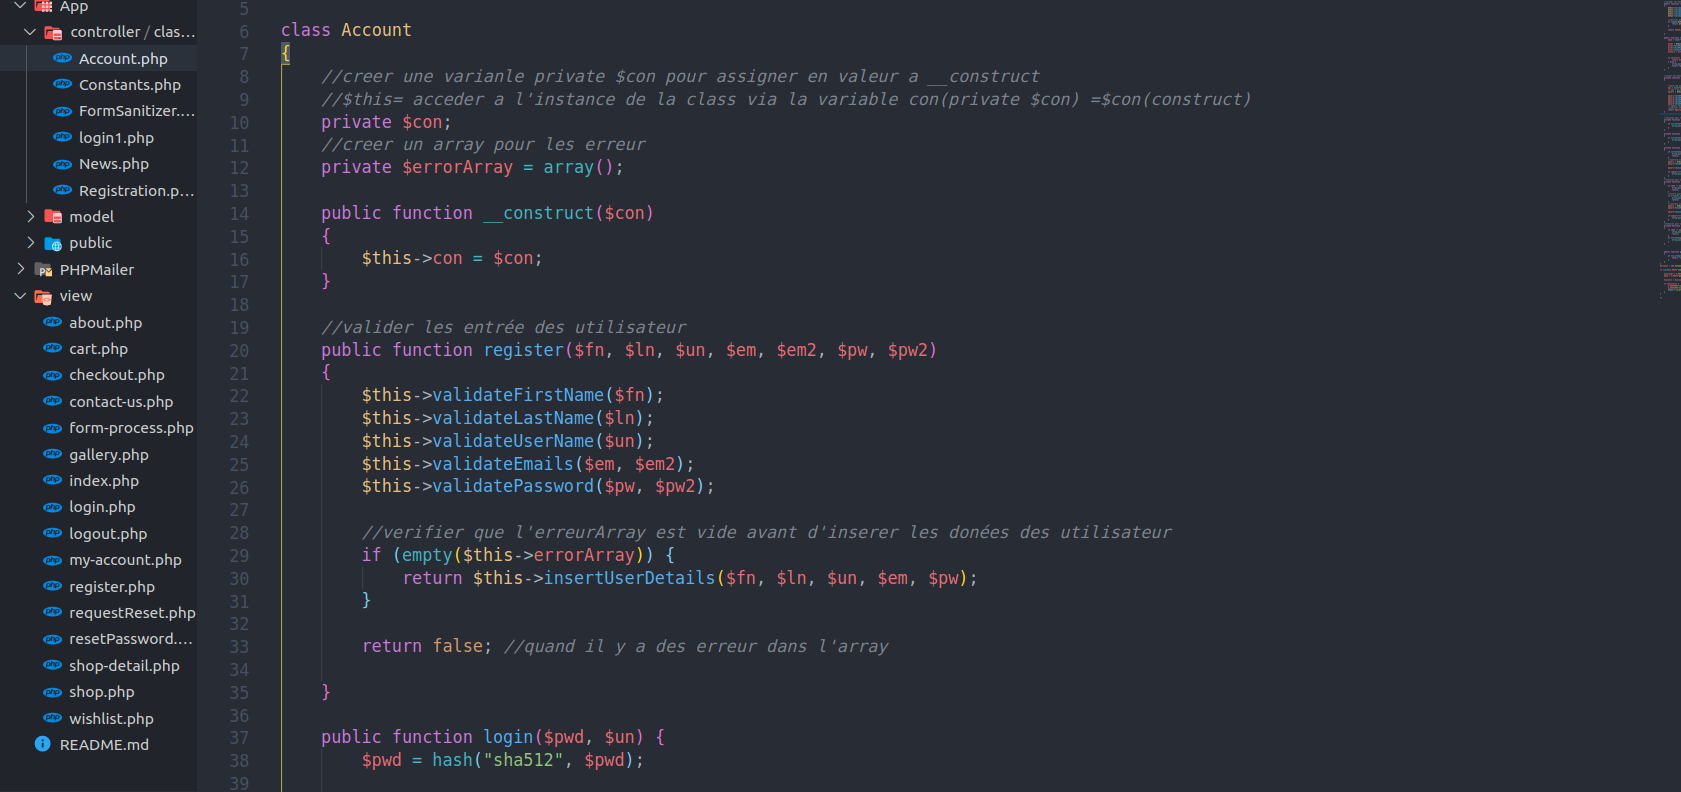 App
controller / clas...
Account.php
Constants.php
FormSanitizer....
login1.php
News.php
Registration.p...
model
public
PHPMailer
view
about.php
cart.php
checkout.php
contact-us.php
form-process.php
gallery.php
index.php
login.php
logout.php
my-account.php
register.php
requestReset.php
resetPassword....
shop-detail.php
shop.php
wishlist.php
README.md
5
6 class Account
7 {
8 //creer une varianle private $con pour assigner en valeur a __construct
9 //$this= acceder a l'instance de la class via la variable con(private $con) =$con(construct)
10 private $con;
11 //creer un array pour les erreur
12 private $errorArray = array();
13
14 public function __construct($con)
15 {
16 $this->con = $con;
17 }
18
19 //valider les entrée des utilisateur
20 public function register($fn, $ln, $un, $em, $em2, $pw, $pw2)
21 {
22 $this->validateFirstName($fn);
23 $this->validateLastName($ln);
24 $this->validateUserName($un);
25 $this->validateEmails($em, $em2);
26 $this->validatePassword($pw, $pw2);
27
28 //verifier que l'erreurArray est vide avant d'inserer les donées des utilisateur
29 if (empty($this->errorArray)) {
30 return $this->insertUserDetails($fn, $ln, $un, $em, $pw);
31 }
32
33 return false; //quand il y a des erreur dans l'array
34
35 }
36
37 public function login($pwd, $un) {
38 $pwd = hash("sha512", $pwd);
39